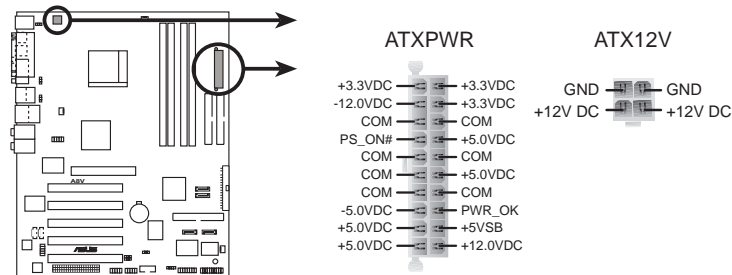 ATXPWR
ATX12V
+3.3VDC +3.3VDC
-12.0VDC +3.3VDC
COM COM
PS_ON# +5.0VDC
COM COM
COM +5.0VDC
COM COM
-5.0VDC PWR_OK
+5.0VDC +5VSB
+5.0VDC +12.0VDC
GND GND
+12V DC +12V DC
A8V
ASUS